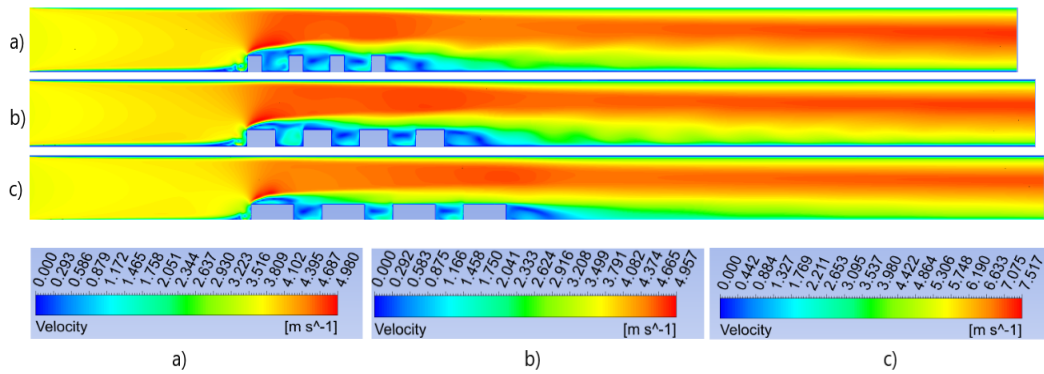 a)
b)
c)
0.000 0.293 0.586 0.879 1.172 1.465 1.758 2.051 2.344 2.637 2.930 3.223 3.516 3.809 4.102 4.395 4.687 4.980
Velocity [m s^-1]
0.000 0.292 0.583 0.875 1.166 1.458 1.750 2.041 2.333 2.624 2.916 3.208 3.499 3.791 4.082 4.374 4.665 4.957
Velocity [m s^-1]
0.000 0.442 0.884 1.327 1.769 2.211 2.653 3.095 3.537 3.980 4.422 4.864 5.306 5.748 6.190 6.633 7.075 7.517
Velocity [m s^-1]
a) b) c)